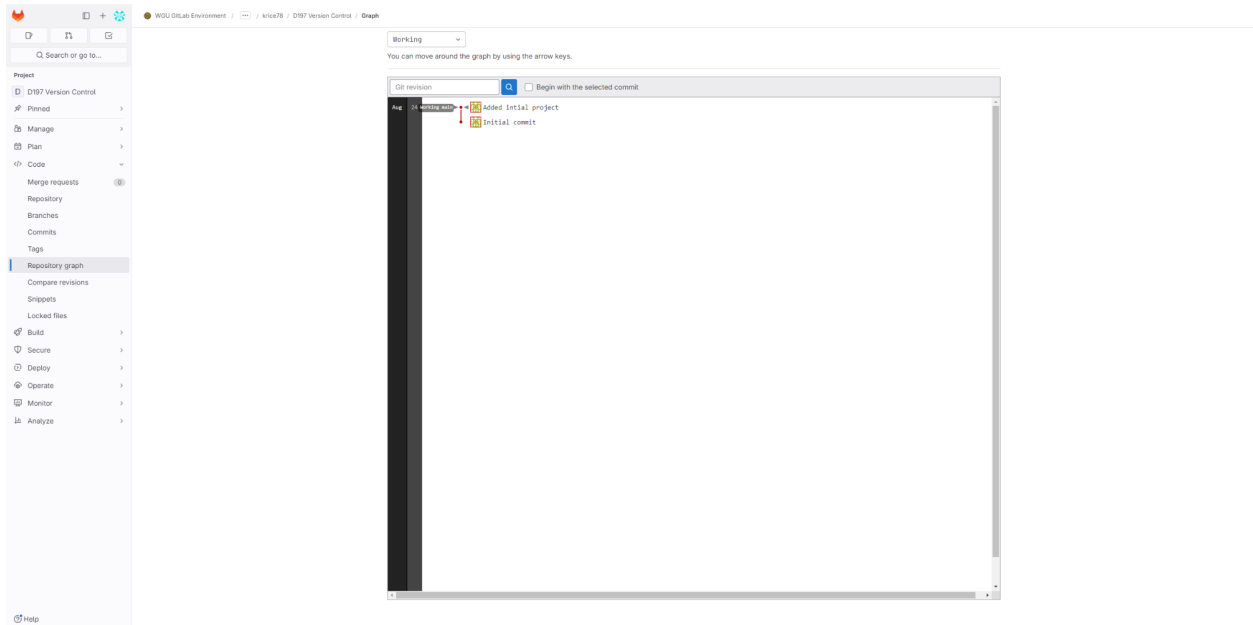 WGU GitLab Environment / ... / krice78 / D197 Version Control / Graph
Search or go to...
Project
D D197 Version Control
Pinned
Manage
Plan
Code
Merge requests 0
Repository
Branches
Commits
Tags
Repository graph
Compare revisions
Snippets
Locked files
Build
Secure
Deploy
Operate
Monitor
Analyze
Help
Working
You can move around the graph by using the arrow keys.
Git revision
Begin with the selected commit
Aug 24 Working main Added intial project
Initial commit